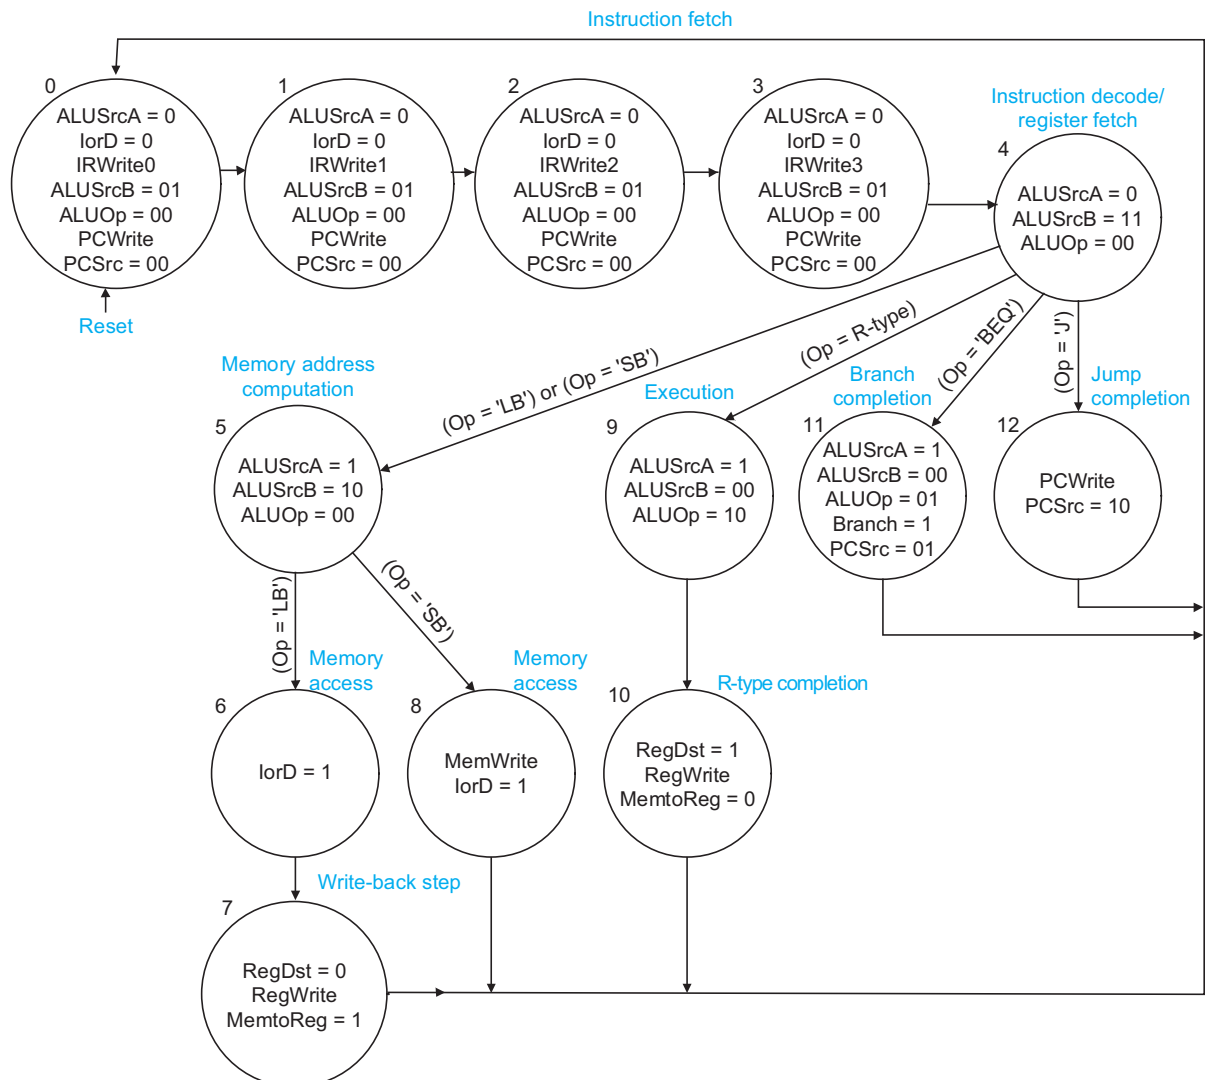 Instruction fetch
0
ALUSrcA = 0
IorD = 0
IRWrite0
ALUSrcB = 01
ALUOp = 00
PCWrite
PCSrc = 00
Reset
1
ALUSrcA = 0
IorD = 0
IRWrite1
ALUSrcB = 01
ALUOp = 00
PCWrite
PCSrc = 00
2
ALUSrcA = 0
IorD = 0
IRWrite2
ALUSrcB = 01
ALUOp = 00
PCWrite
PCSrc = 00
3
ALUSrcA = 0
IorD = 0
IRWrite3
ALUSrcB = 01
ALUOp = 00
PCWrite
PCSrc = 00
Instruction decode/
register fetch
4
ALUSrcA = 0
ALUSrcB = 11
ALUOp = 00
(Op = 'LB') or (Op = 'SB')
(Op = R-type)
(Op = 'BEQ')
(Op = 'J')
Memory address
computation
5
ALUSrcA = 1
ALUSrcB = 10
ALUOp = 00
Execution
9
ALUSrcA = 1
ALUSrcB = 00
ALUOp = 10
Branch
completion
11
ALUSrcA = 1
ALUSrcB = 00
ALUOp = 01
Branch = 1
PCSrc = 01
Jump
completion
12
PCWrite
PCSrc = 10
(Op = 'LB')
(Op = 'SB')
Memory
access
6
IorD = 1
Memory
access
8
MemWrite
IorD = 1
R-type completion
10
RegDst = 1
RegWrite
MemtoReg = 0
Write-back step
7
RegDst = 0
RegWrite
MemtoReg = 1